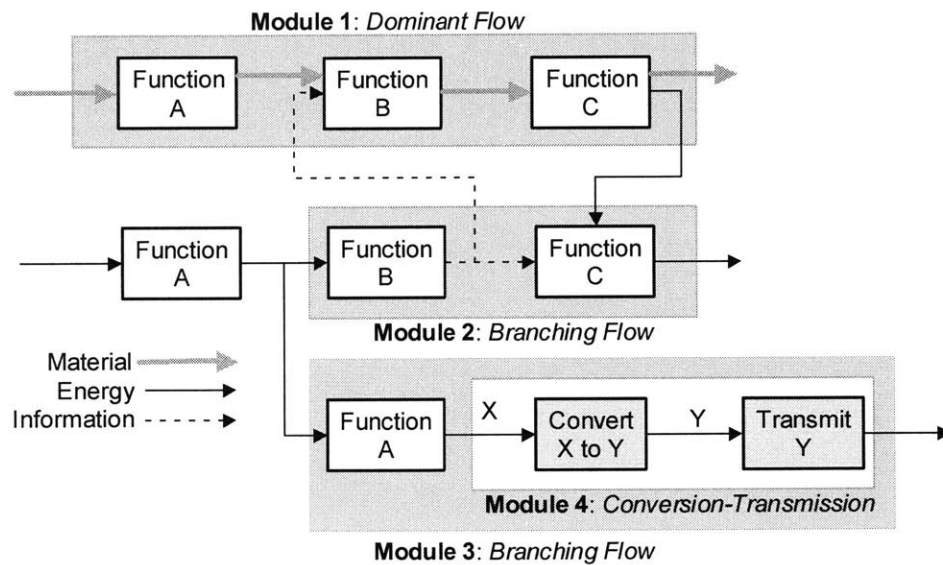 Module 1: Dominant Flow
Function
A
Function
B
Function
C
Function
A
Function
B
Function
C
Module 2: Branching Flow
Material
Energy
Information
Function
A
X
Convert
X to Y
Y
Transmit
Y
Module 4: Conversion-Transmission
Module 3: Branching Flow